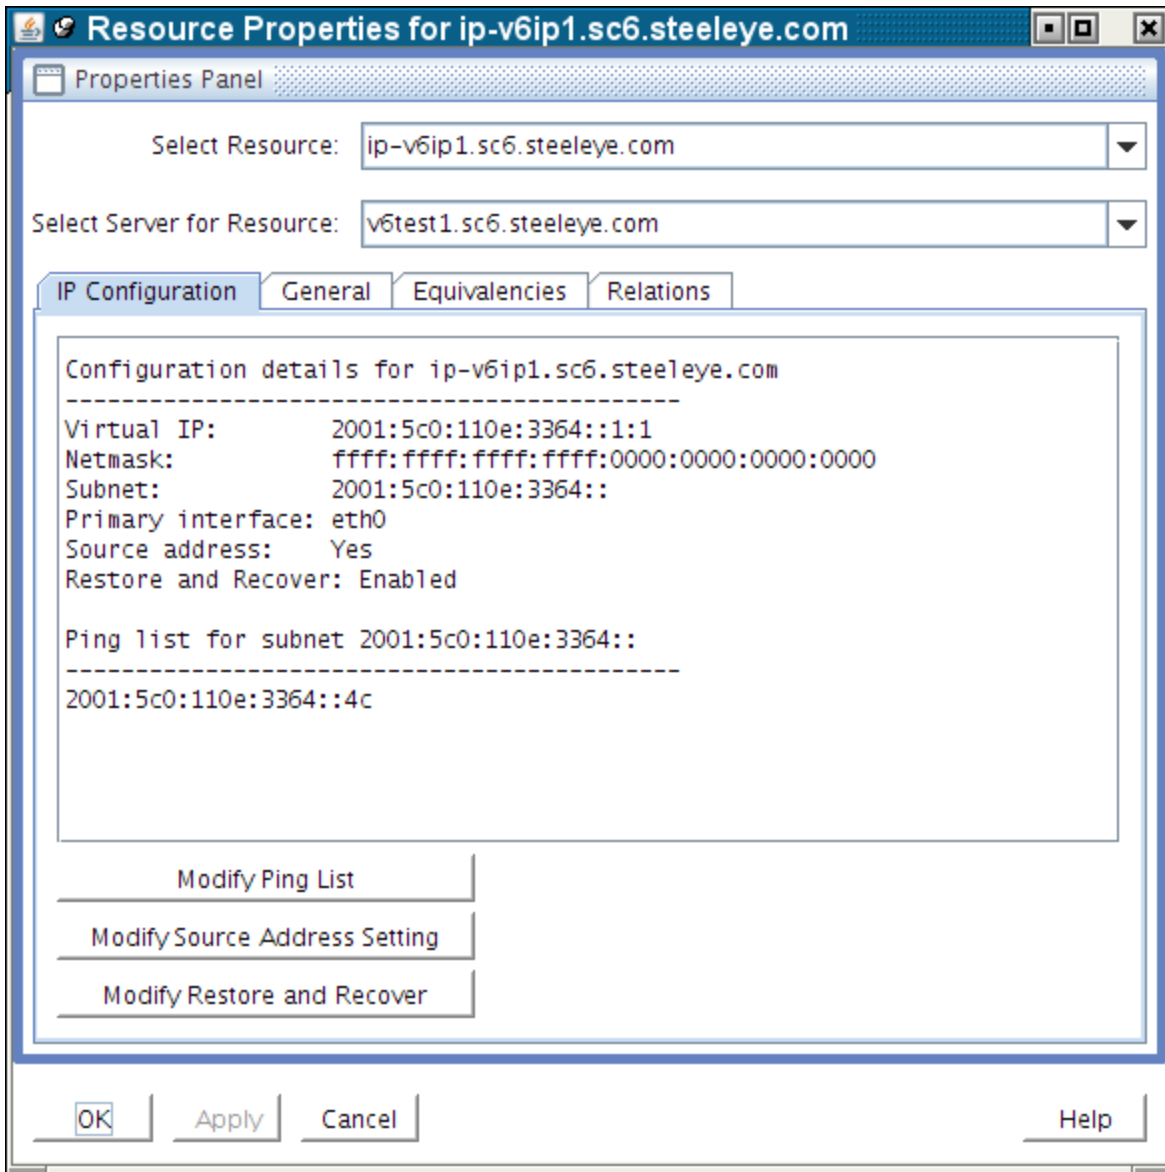 Resource Properties for ip-v6ip1.sc6.steeleye.com
Properties Panel
Select Resource: ip-v6ip1.sc6.steeleye.com
Select Server for Resource: v6test1.sc6.steeleye.com
IP Configuration General Equivalencies Relations
Configuration details for ip-v6ip1.sc6.steeleye.com
--------------------------------------------
Virtual IP: 2001:5c0:110e:3364::1:1
Netmask: ffff:ffff:ffff:ffff:0000:0000:0000:0000
Subnet: 2001:5c0:110e:3364::
Primary interface: eth0
Source address: Yes
Restore and Recover: Enabled
Ping list for subnet 2001:5c0:110e:3364::
--------------------------------------------
2001:5c0:110e:3364::4c
Modify Ping List
Modify Source Address Setting
Modify Restore and Recover
OK Apply Cancel Help